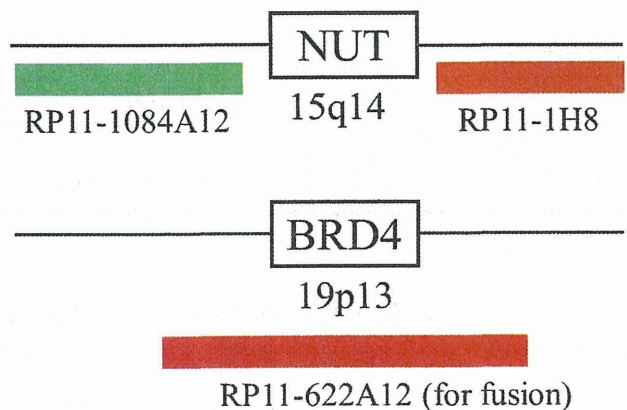 NUT
RP11-1084A12 15q14 RP11-1H8
BRD4
19p13
RP11-622A12 (for fusion)